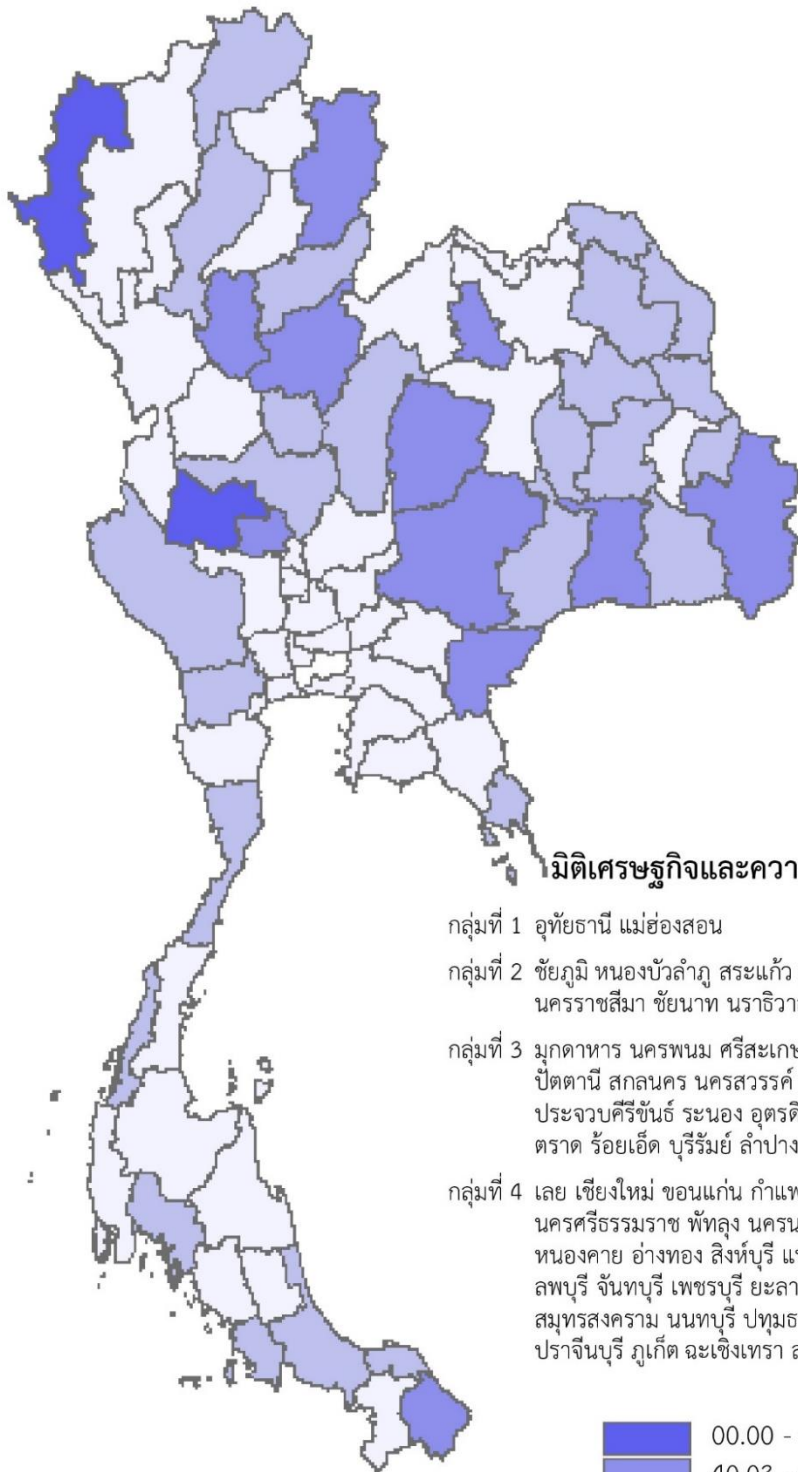 มิติเศรษฐกิจและควา
กลุ่มที่ 1 อุทัยธานี แม่ฮ่องสอน
กลุ่มที่ 2 ชัยภูมิ หนองบัวลำภู สระแก้ว
นครราชสีมา ชัยนาท นราธิวา
กลุ่มที่ 3 มุกดาหาร นครพนม ศรีสะเกษ
ปัตตานี สกลนคร นครสวรรค์
ประจวบคีรีขันธ์ ระนอง อุตรดิ
ตราด ร้อยเอ็ด บุรีรัมย์ ลำปาง
กลุ่มที่ 4 เลย เชียงใหม่ ขอนแก่น กำแพ
นครศรีธรรมราช พัทลุง นครน
หนองคาย อ่างทอง สิงห์บุรี แพ
ลพบุรี จันทบุรี เพชรบุรี ยะลา
สมุทรสงคราม นนทบุรี ปทุมธ
ปราจีนบุรี ภูเก็ต ฉะเชิงเทรา ส
00.00 -